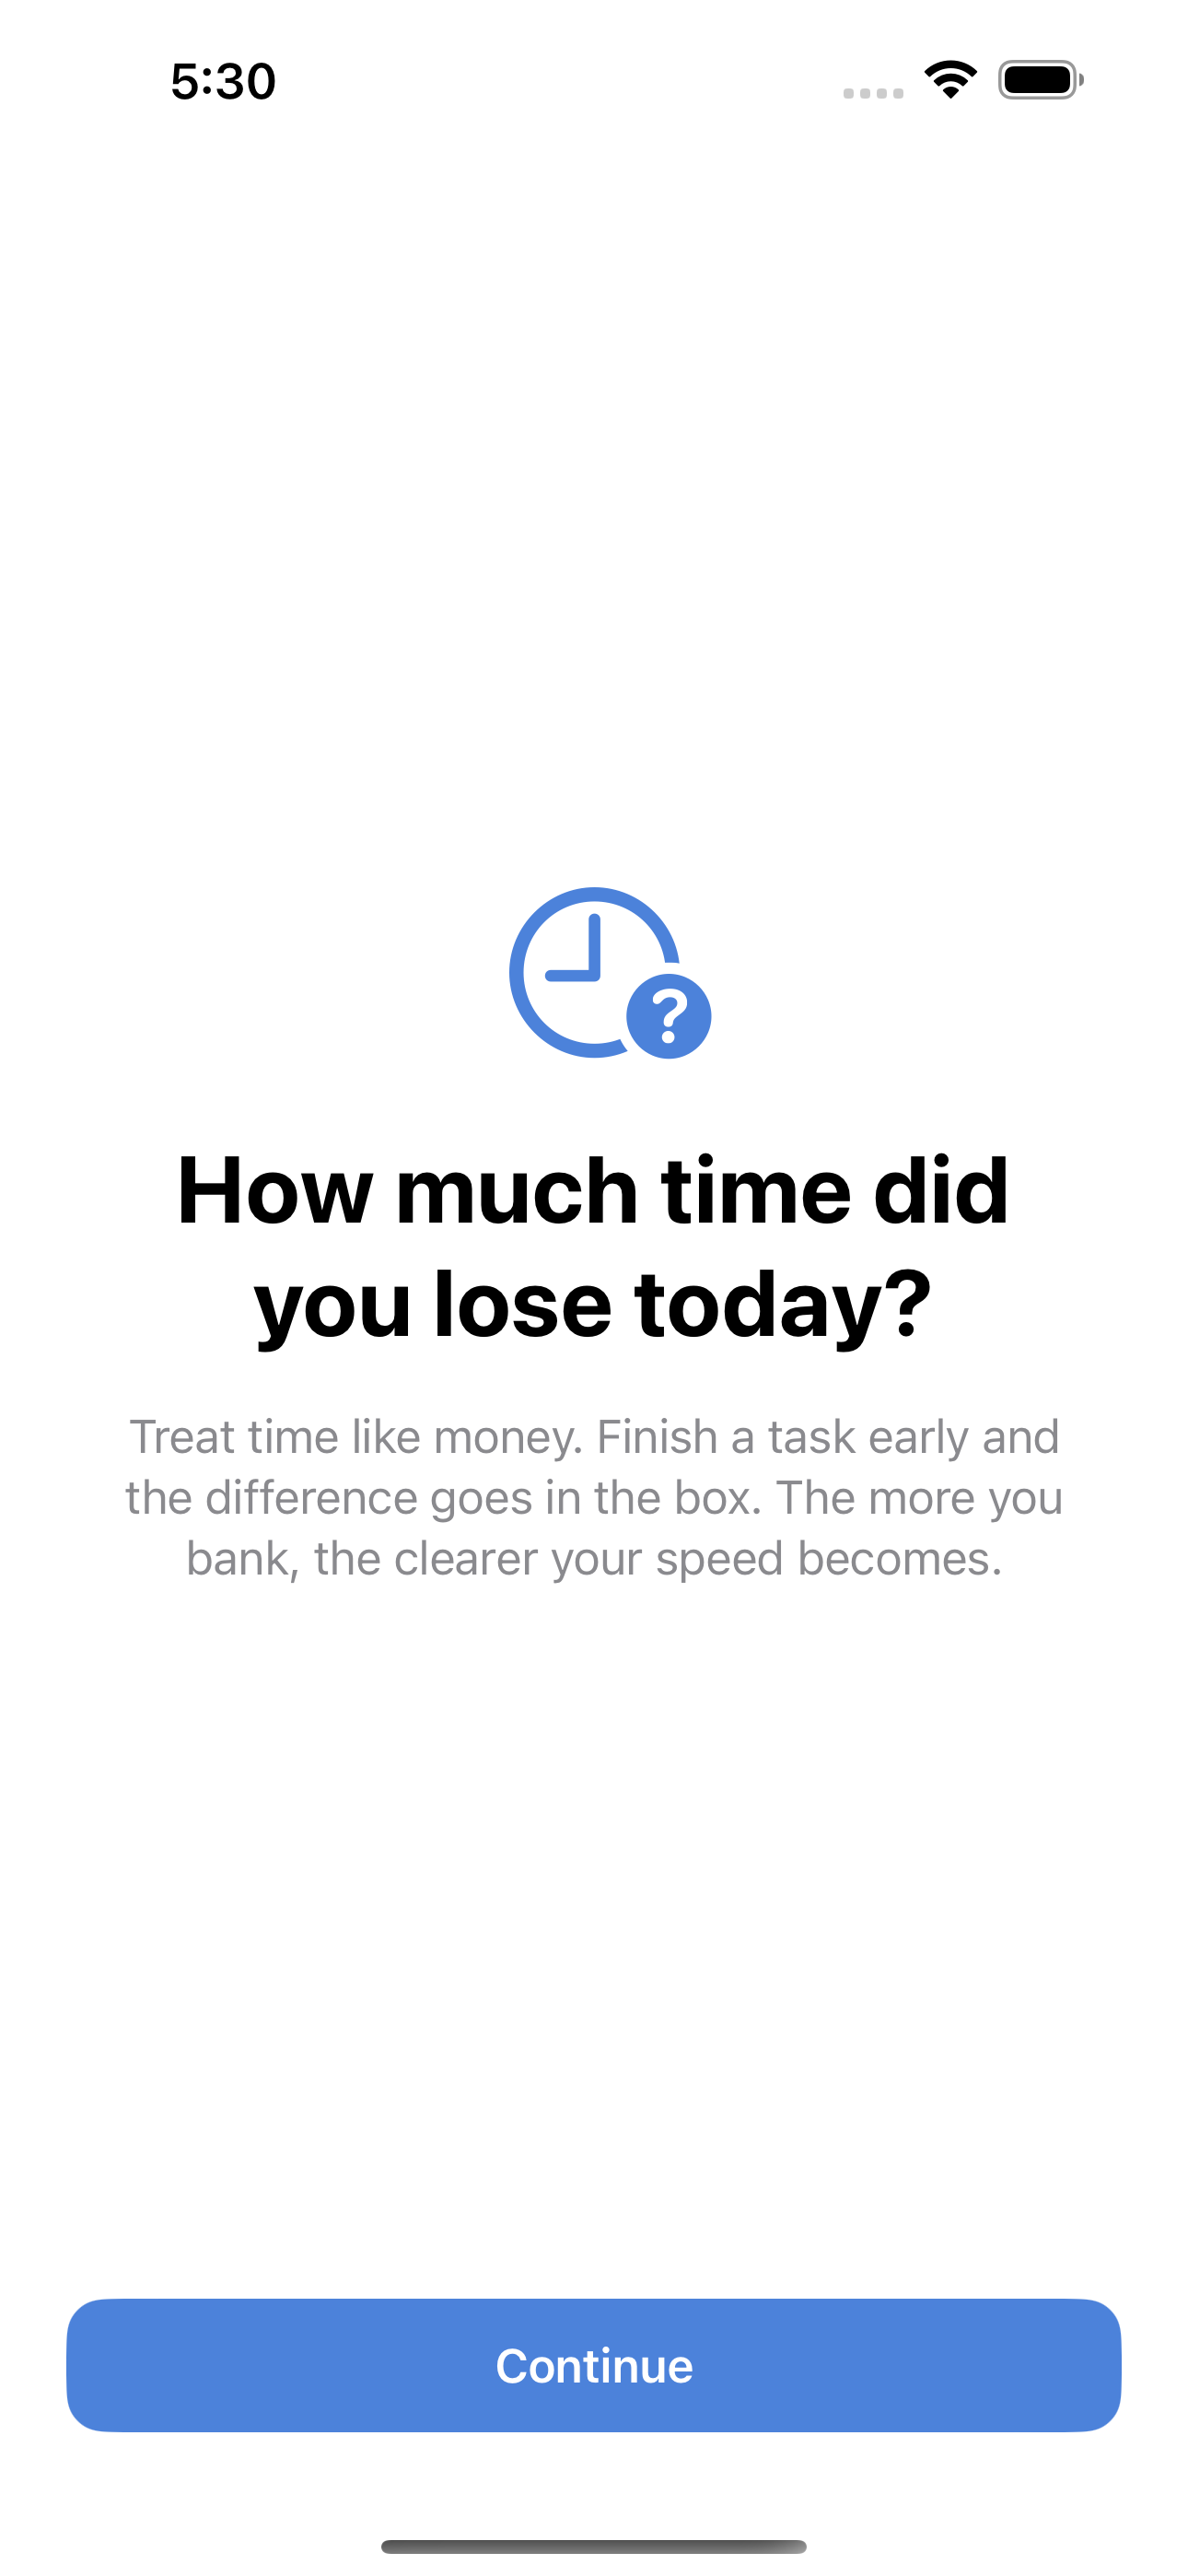 5:30
?
How much time did
you lose today?
Treat time like money. Finish a task early and
the difference goes in the box. The more you
bank, the clearer your speed becomes.
Continue